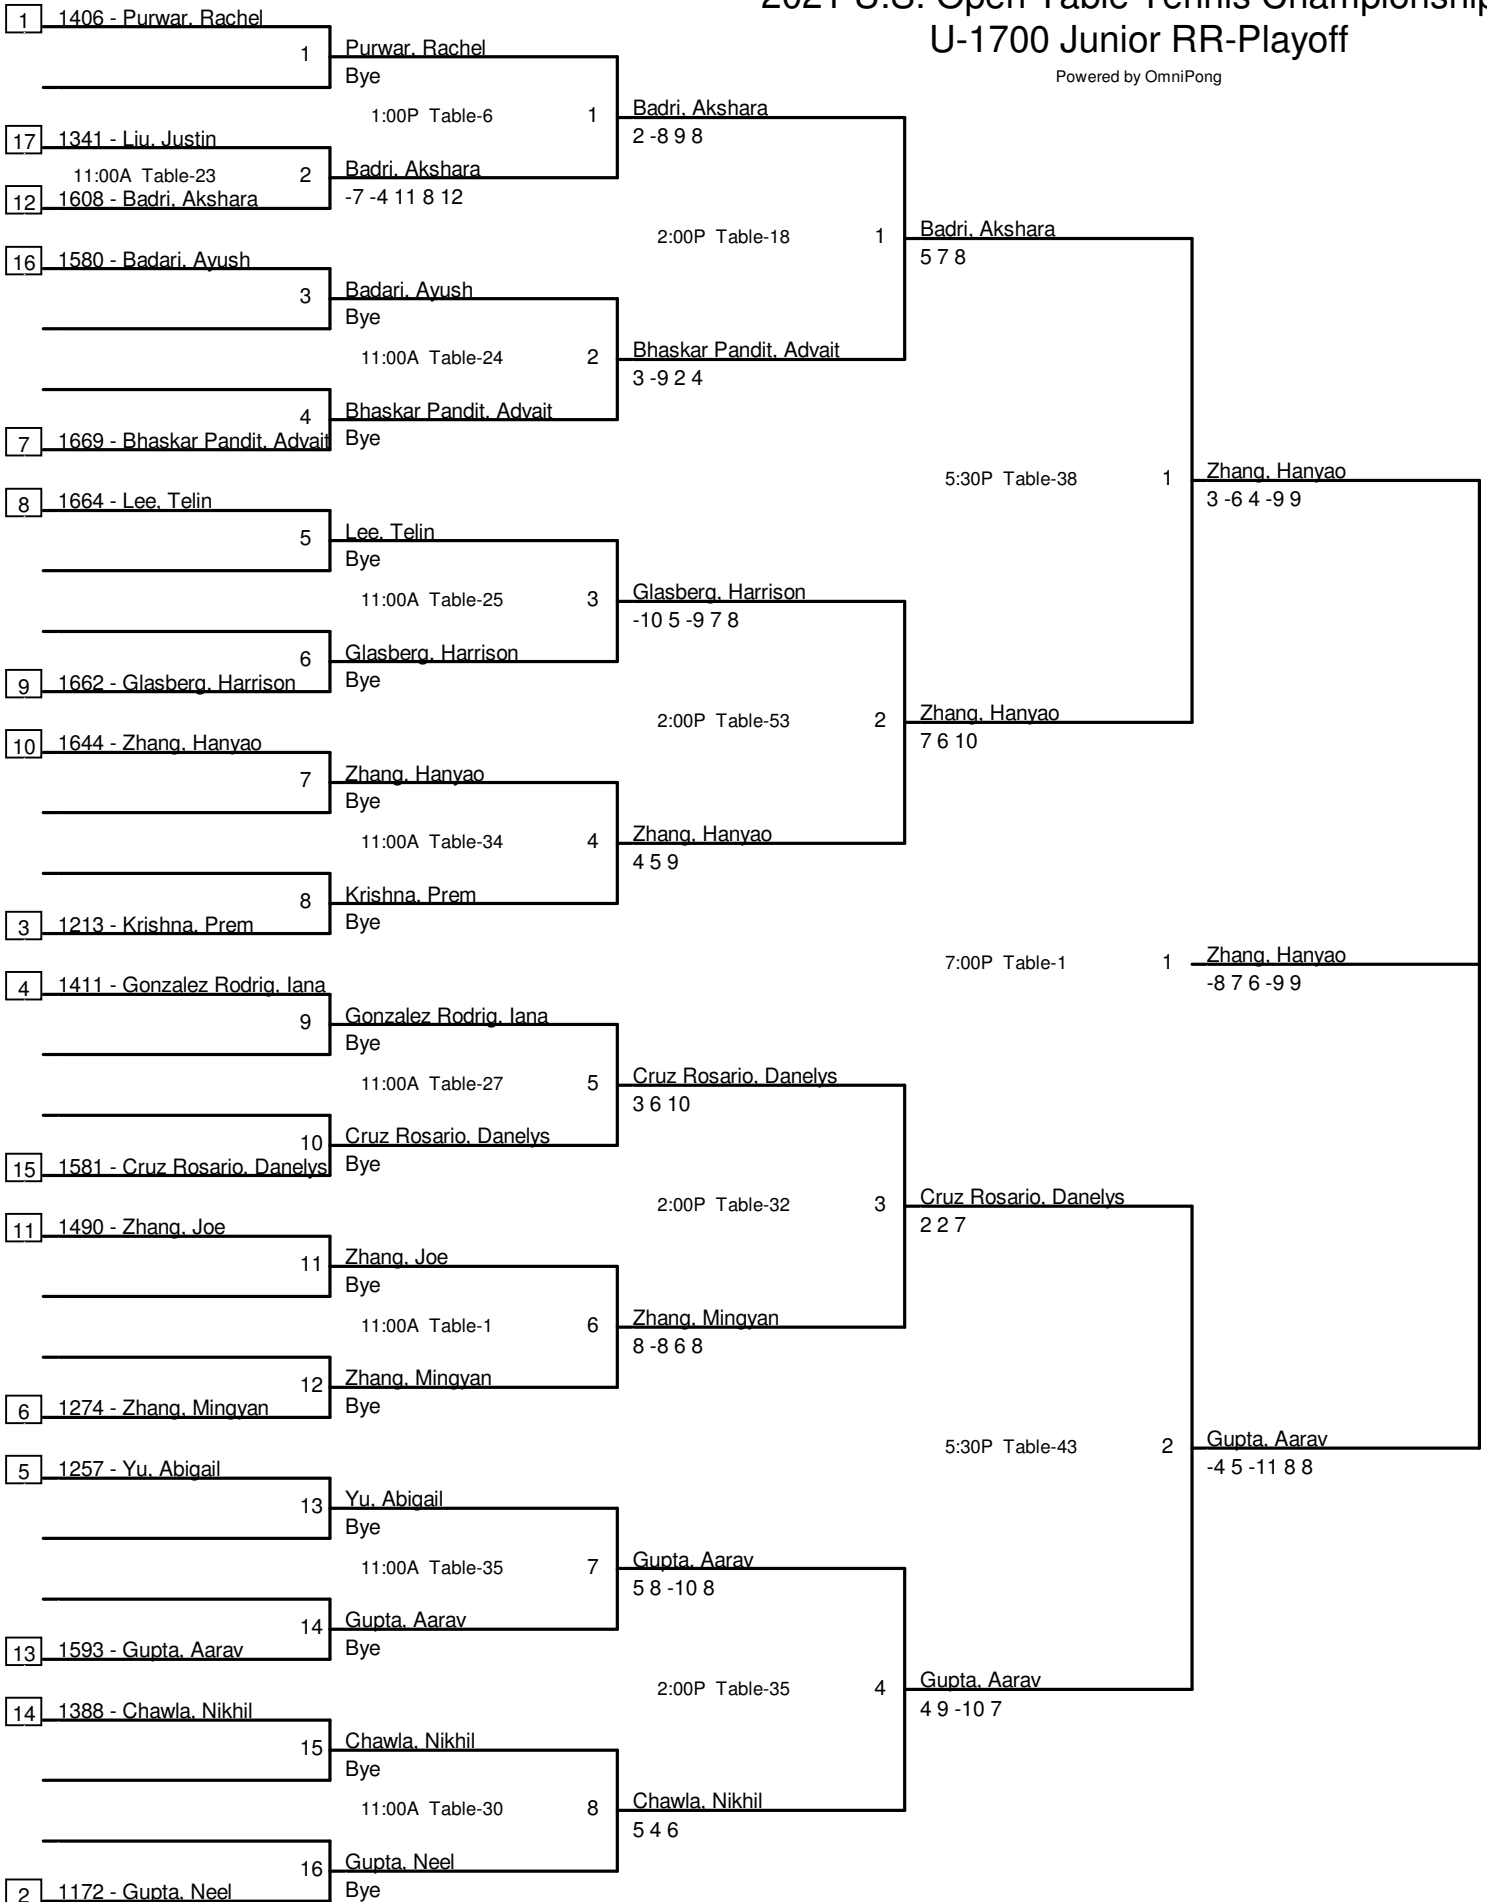 2021 U.S. Open Table Tennis Championship
U-1700 Junior RR-Playoff
Powered by OmniPong
1 1406 - Purwar, Rachel
1 Purwar, Rachel
Bye
1:00P Table-6 1 Badri, Akshara
2 -8 9 8
17 1341 - Liu, Justin
11:00A Table-23 2 Badri, Akshara
-7 -4 11 8 12
12 1608 - Badri, Akshara
2:00P Table-18 1 Badri, Akshara
5 7 8
16 1580 - Badari, Ayush
3 Badari, Ayush
Bye
11:00A Table-24 2 Bhaskar Pandit, Advait
3 -9 2 4
4 Bhaskar Pandit, Advait
Bye
7 1669 - Bhaskar Pandit, Advait
5:30P Table-38 1 Zhang, Hanyao
3 -6 4 -9 9
8 1664 - Lee, Telin
5 Lee, Telin
Bye
11:00A Table-25 3 Glasberg, Harrison
-10 5 -9 7 8
6 Glasberg, Harrison
Bye
9 1662 - Glasberg, Harrison
2:00P Table-53 2 Zhang, Hanyao
7 6 10
10 1644 - Zhang, Hanyao
7 Zhang, Hanyao
Bye
11:00A Table-34 4 Zhang, Hanyao
4 5 9
8 Krishna, Prem
Bye
3 1213 - Krishna, Prem
7:00P Table-1 1 Zhang, Hanyao
-8 7 6 -9 9
4 1411 - Gonzalez Rodrig, Iana
9 Gonzalez Rodrig, Iana
Bye
11:00A Table-27 5 Cruz Rosario, Danelys
3 6 10
10 Cruz Rosario, Danelys
Bye
15 1581 - Cruz Rosario, Danelys
2:00P Table-32 3 Cruz Rosario, Danelys
2 2 7
11 1490 - Zhang, Joe
11 Zhang, Joe
Bye
11:00A Table-1 6 Zhang, Mingyan
8 -8 6 8
12 Zhang, Mingyan
Bye
6 1274 - Zhang, Mingyan
5:30P Table-43 2 Gupta, Aarav
-4 5 -11 8 8
5 1257 - Yu, Abigail
13 Yu, Abigail
Bye
11:00A Table-35 7 Gupta, Aarav
5 8 -10 8
14 Gupta, Aarav
Bye
13 1593 - Gupta, Aarav
2:00P Table-35 4 Gupta, Aarav
4 9 -10 7
14 1388 - Chawla, Nikhil
15 Chawla, Nikhil
Bye
11:00A Table-30 8 Chawla, Nikhil
5 4 6
16 Gupta, Neel
Bye
2 1172 - Gupta, Neel